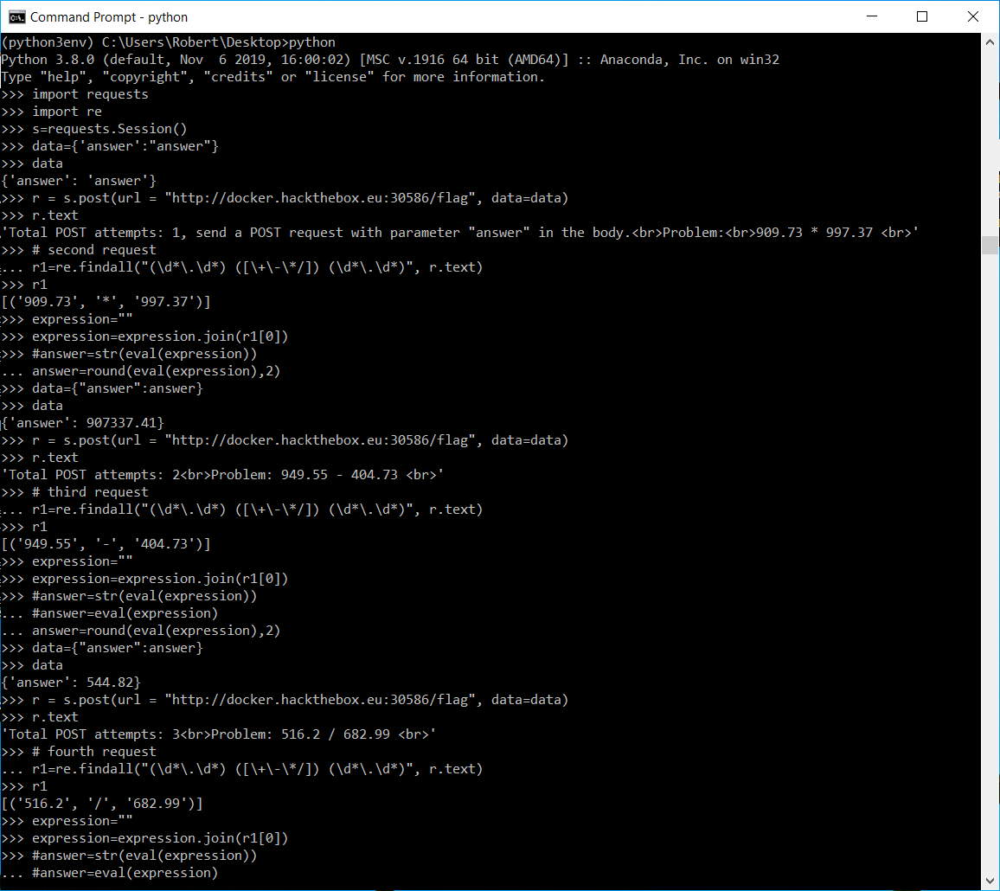 Command Prompt - python
(python3env) C:\Users\Robert\Desktop>python
Python 3.8.0 (default, Nov  6 2019, 16:00:02) [MSC v.1916 64 bit (AMD64)] :: Anaconda, Inc. on win32
Type "help", "copyright", "credits" or "license" for more information.
>>> import requests
>>> import re
>>> s=requests.Session()
>>> data={'answer':"answer"}
>>> data
{'answer': 'answer'}
>>> r = s.post(url = "http://docker.hackthebox.eu:30586/flag", data=data)
>>> r.text
'Total POST attempts: 1, send a POST request with parameter "answer" in the body.<br>Problem:<br>909.73 * 997.37 <br>'
>>> # second request
... r1=re.findall("(\d*\.\d*) ([\+\-\*/]) (\d*\.\d*)", r.text)
>>> r1
[('909.73', '*', '997.37')]
>>> expression=""
>>> expression=expression.join(r1[0])
>>> #answer=str(eval(expression))
... answer=round(eval(expression),2)
>>> data={"answer":answer}
>>> data
{'answer': 907337.41}
>>> r = s.post(url = "http://docker.hackthebox.eu:30586/flag", data=data)
>>> r.text
'Total POST attempts: 2<br>Problem: 949.55 - 404.73 <br>'
>>> # third request
... r1=re.findall("(\d*\.\d*) ([\+\-\*/]) (\d*\.\d*)", r.text)
>>> r1
[('949.55', '-', '404.73')]
>>> expression=""
>>> expression=expression.join(r1[0])
>>> #answer=str(eval(expression))
... #answer=eval(expression)
... answer=round(eval(expression),2)
>>> data={"answer":answer}
>>> data
{'answer': 544.82}
>>> r = s.post(url = "http://docker.hackthebox.eu:30586/flag", data=data)
>>> r.text
'Total POST attempts: 3<br>Problem: 516.2 / 682.99 <br>'
>>> # fourth request
... r1=re.findall("(\d*\.\d*) ([\+\-\*/]) (\d*\.\d*)", r.text)
>>> r1
[('516.2', '/', '682.99')]
>>> expression=""
>>> expression=expression.join(r1[0])
>>> #answer=str(eval(expression))
... #answer=eval(expression)